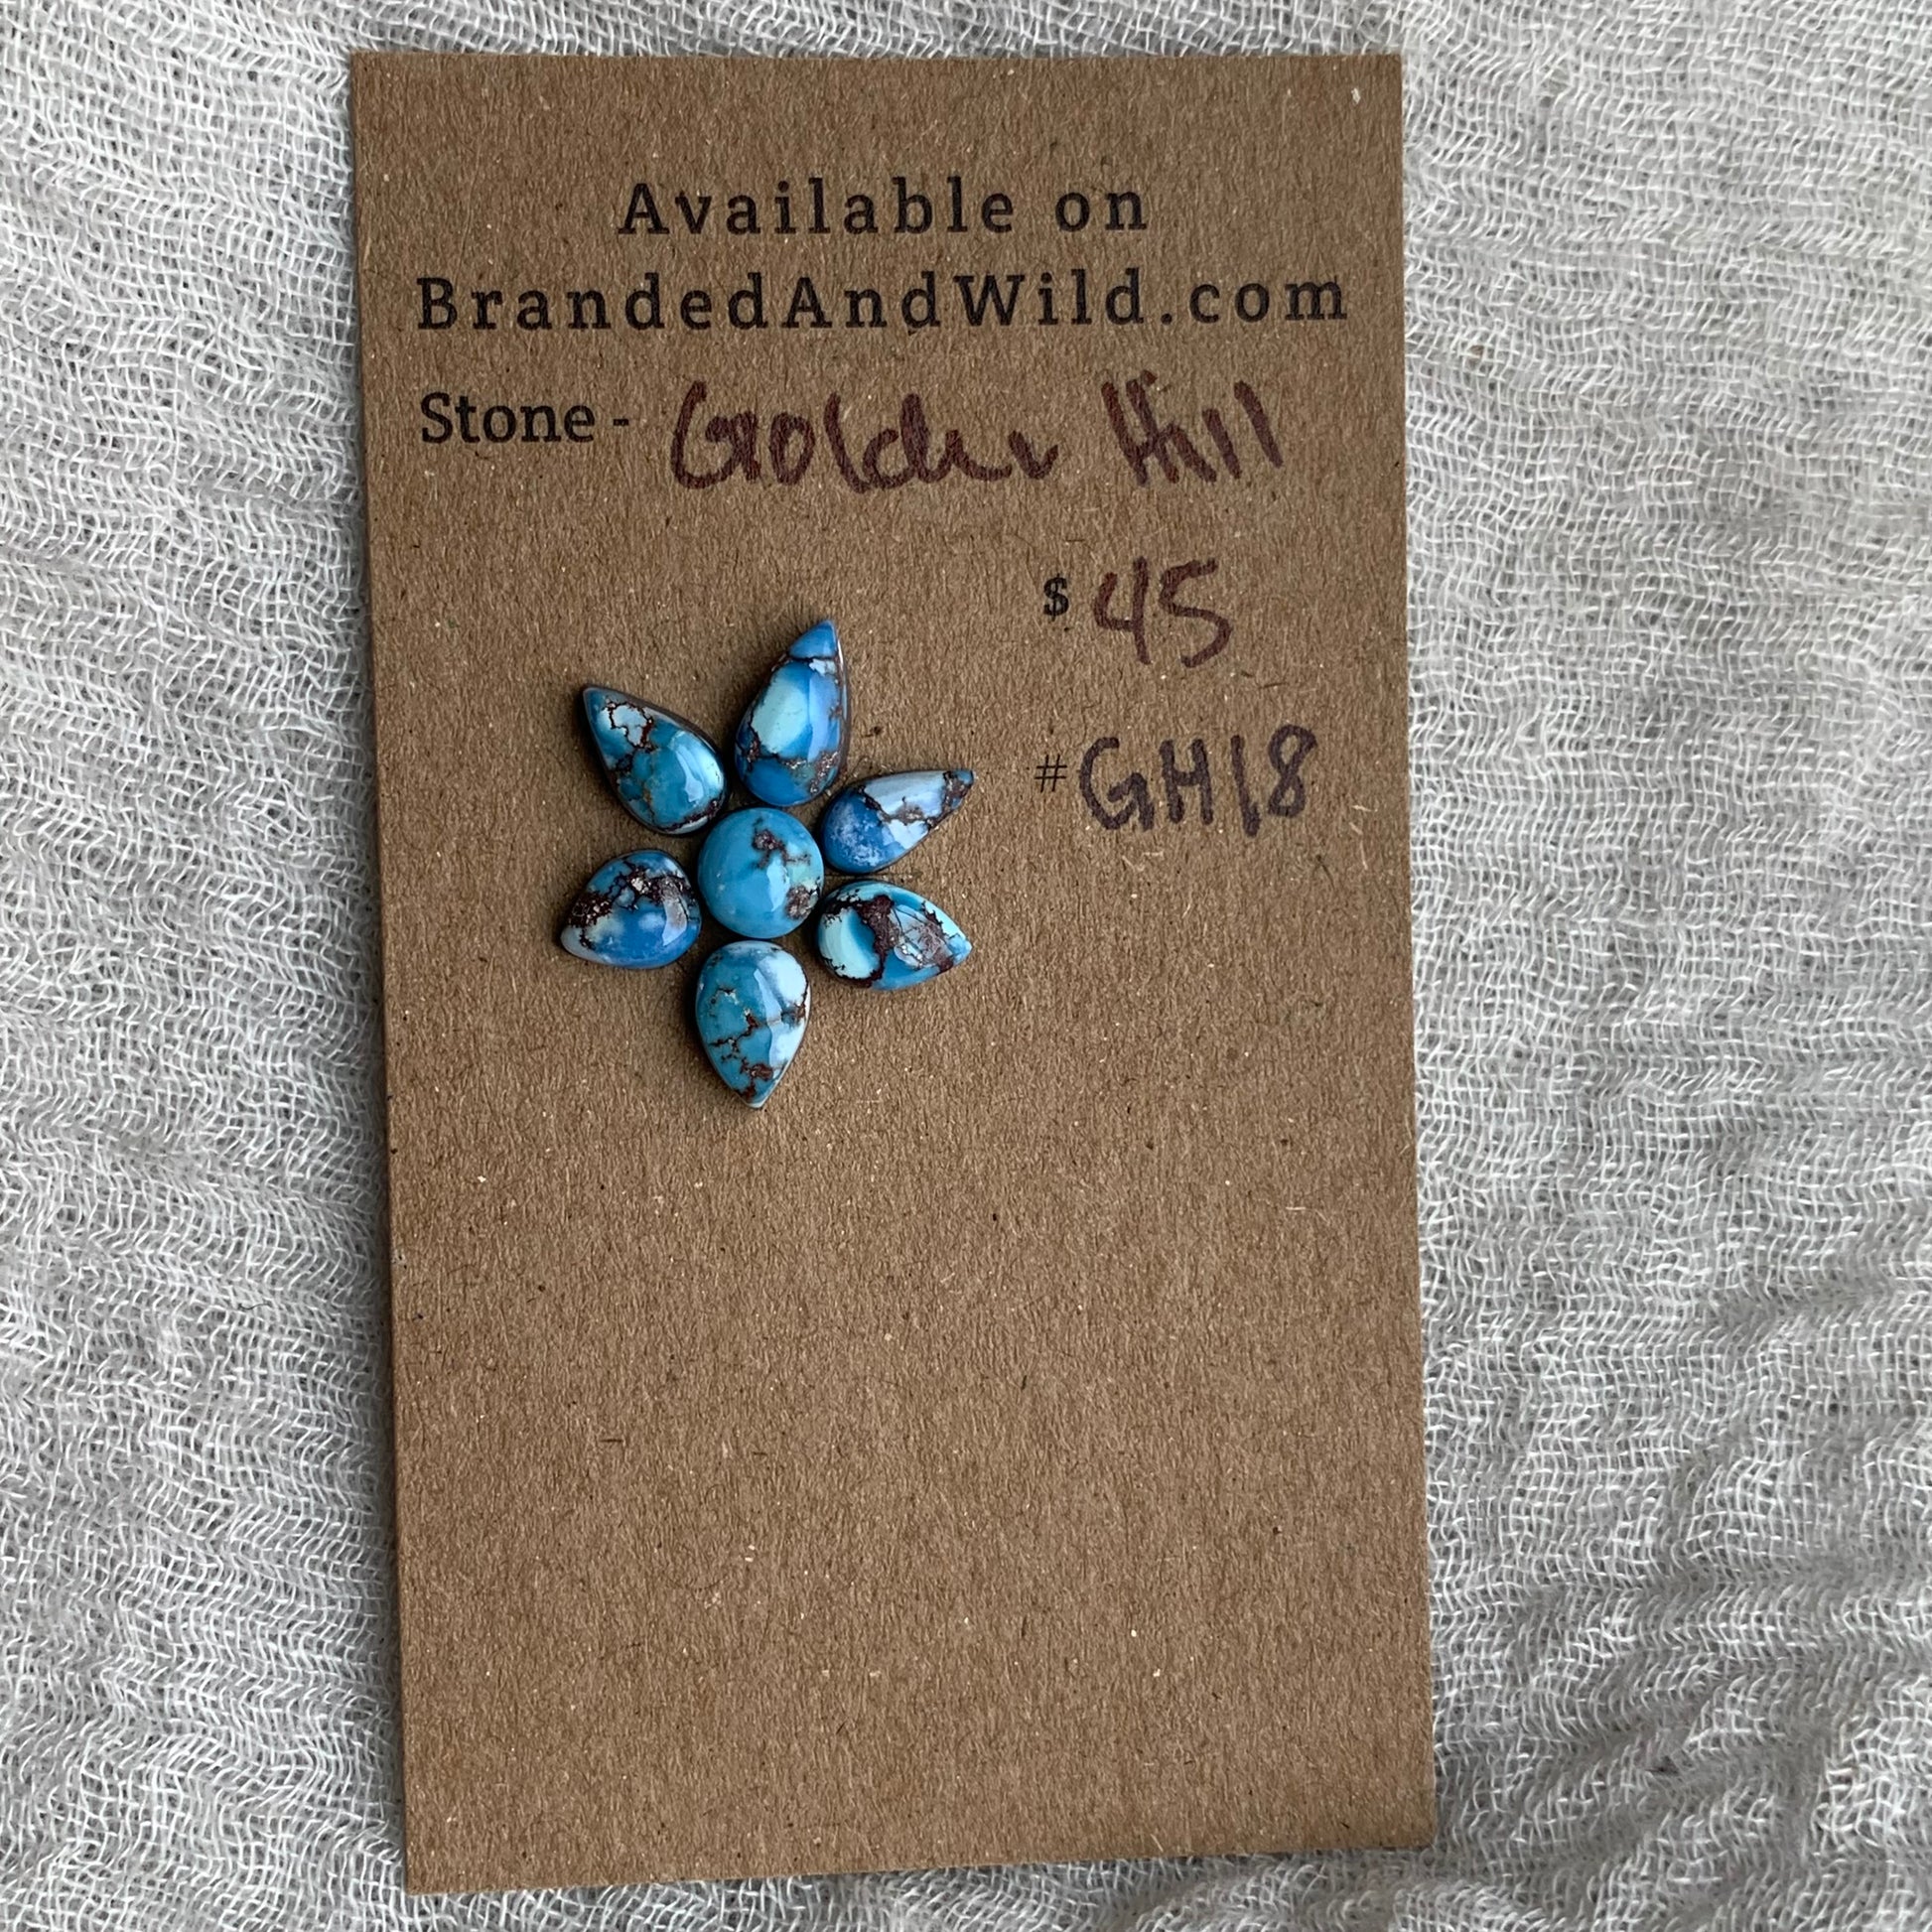 Available on
BrandedAndWild.com
Stone - Golden Hill
$ 45
# GH18